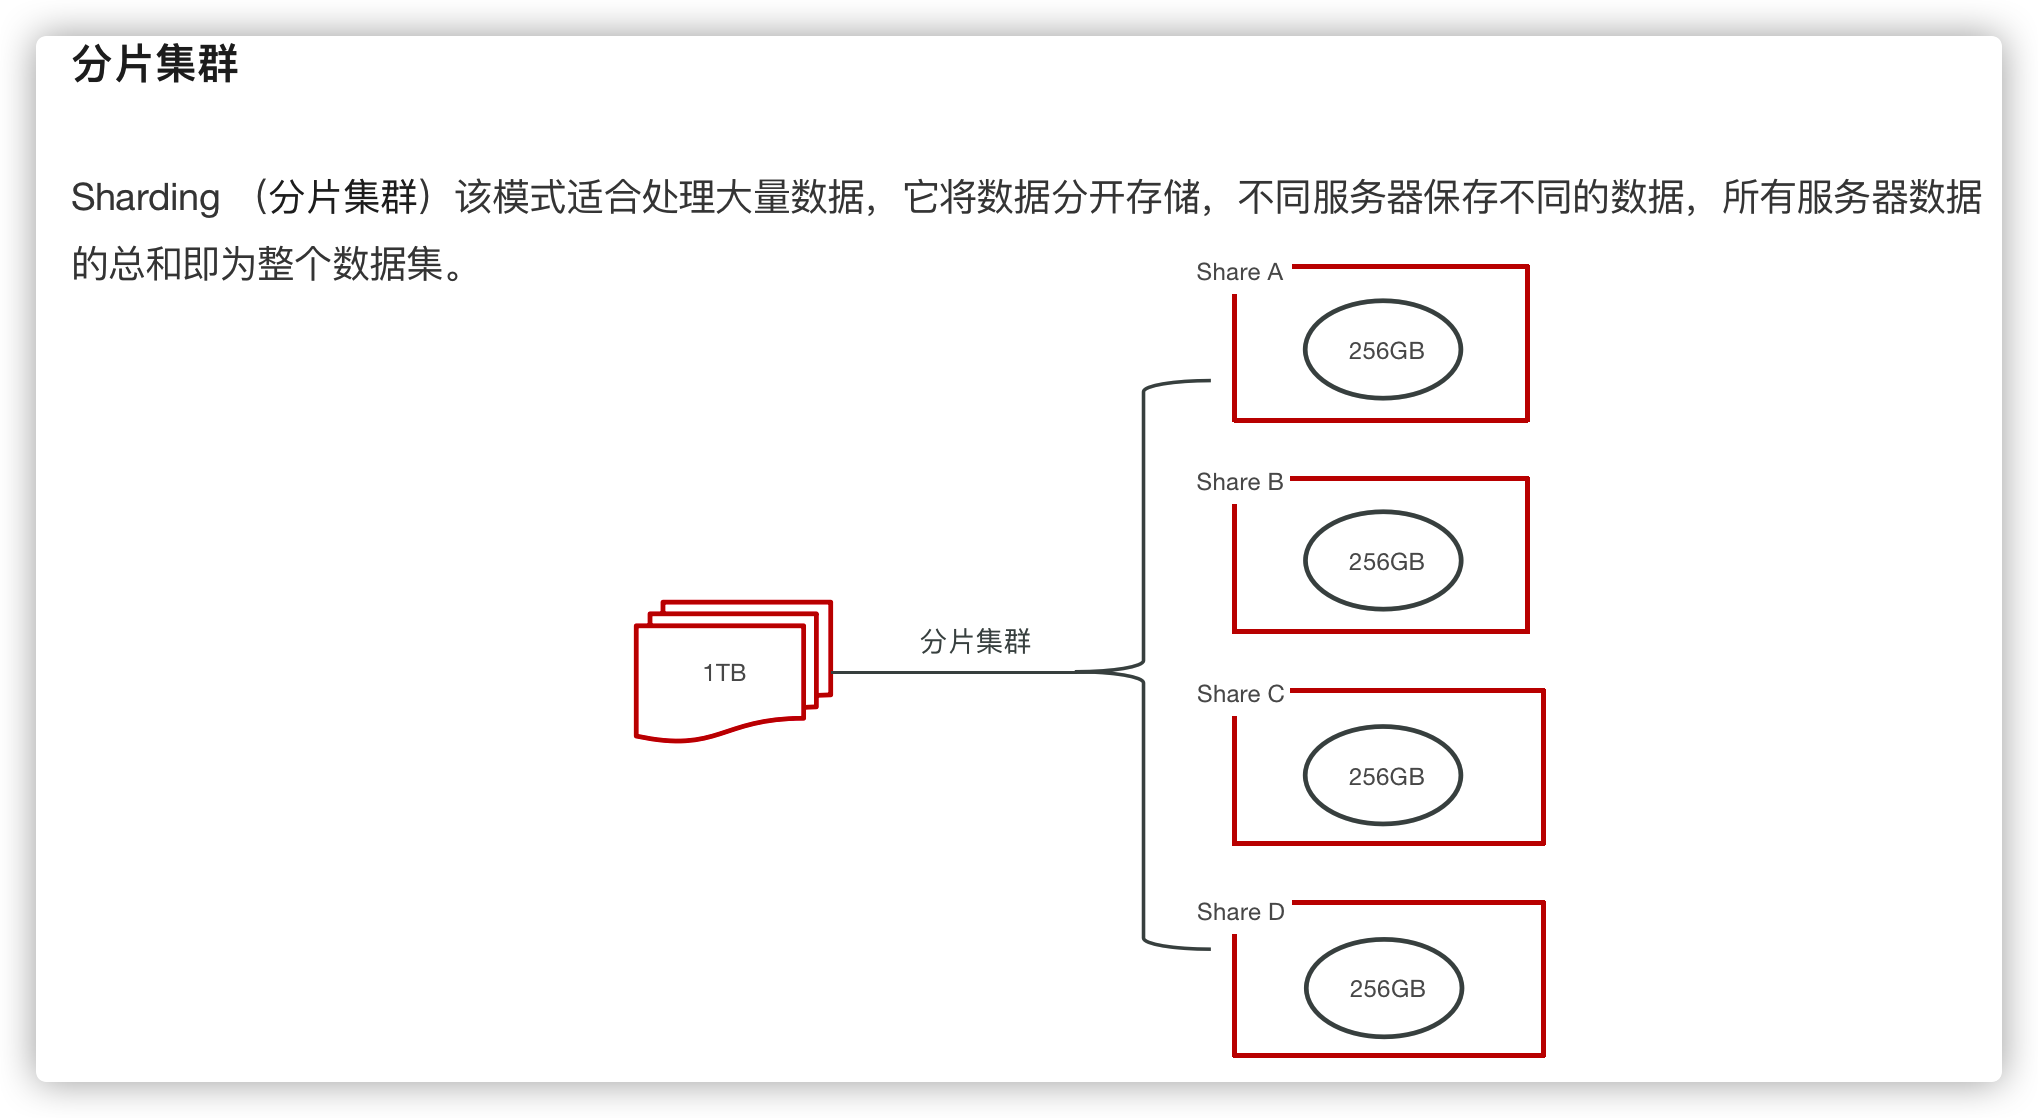 分片集群
Sharding （分片集群）该模式适合处理大量数据，它将数据分开存储，不同服务器保存不同的数据，所有服务器数据
的总和即为整个数据集。
Share A
256GB
Share B
256GB
分片集群
1TB
Share C
256GB
Share D
256GB